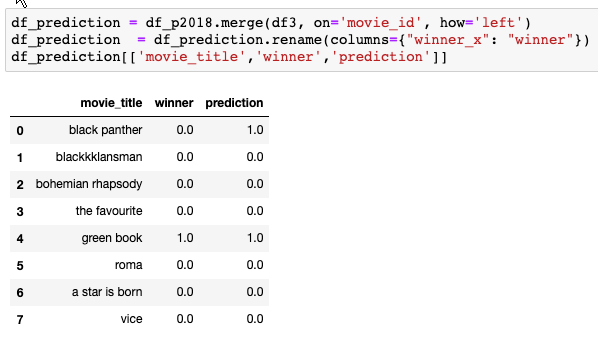 df_prediction = df_p2018.merge(df3, on='movie_id', how='left')
df_prediction  = df_prediction.rename(columns={"winner_x": "winner"})
df_prediction[['movie_title','winner','prediction']]
movie_title winner prediction
0 black panther 0.0 1.0
1 blackkklansman 0.0 0.0
2 bohemian rhapsody 0.0 0.0
3 the favourite 0.0 0.0
4 green book 1.0 1.0
5 roma 0.0 0.0
6 a star is born 0.0 0.0
7 vice 0.0 0.0